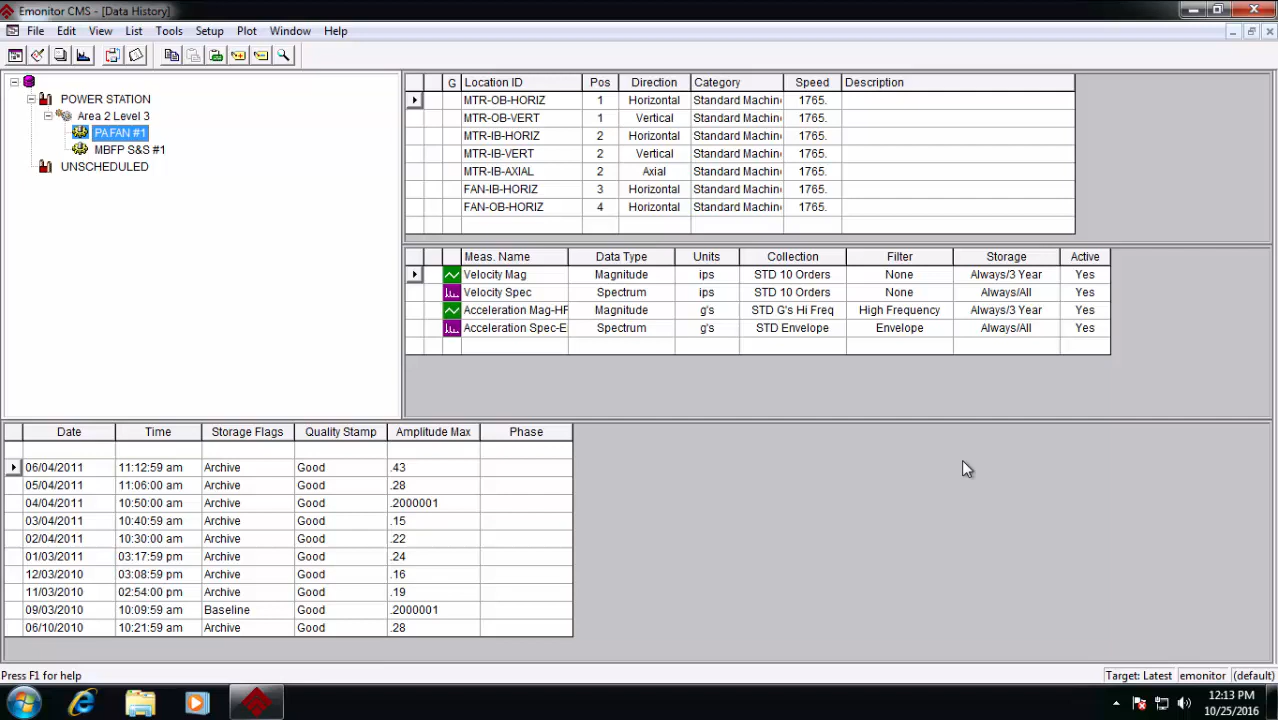 Emonitor CMS - [Data History]
File Edit View List Tools Setup Plot Window Help
POWER STATION
Area 2 Level 3
PA FAN #1
MBFP S&S #1
UNSCHEDULED
G Location ID Pos Direction Category Speed Description
MTR-OB-HORIZ 1 Horizontal Standard Machin 1765.
MTR-OB-VERT 1 Vertical Standard Machin 1765.
MTR-IB-HORIZ 2 Horizontal Standard Machin 1765.
MTR-IB-VERT 2 Vertical Standard Machin 1765.
MTR-IB-AXIAL 2 Axial Standard Machin 1765.
FAN-IB-HORIZ 3 Horizontal Standard Machin 1765.
FAN-OB-HORIZ 4 Horizontal Standard Machin 1765.
Meas. Name Data Type Units Collection Filter Storage Active
Velocity Mag Magnitude ips STD 10 Orders None Always/3 Year Yes
Velocity Spec Spectrum ips STD 10 Orders None Always/All Yes
Acceleration Mag-HF Magnitude g's STD G's Hi Freq High Frequency Always/3 Year Yes
Acceleration Spec-E Spectrum g's STD Envelope Envelope Always/All Yes
Date Time Storage Flags Quality Stamp Amplitude Max Phase
06/04/2011 11:12:59 am Archive Good .43
05/04/2011 11:06:00 am Archive Good .28
04/04/2011 10:50:00 am Archive Good .2000001
03/04/2011 10:40:59 am Archive Good .15
02/04/2011 10:30:00 am Archive Good .22
01/03/2011 03:17:59 pm Archive Good .24
12/03/2010 03:08:59 pm Archive Good .16
11/03/2010 02:54:00 pm Archive Good .19
09/03/2010 10:09:59 am Baseline Good .2000001
06/10/2010 10:21:59 am Archive Good .28
Press F1 for help
Target: Latest emonitor (default)
12:13 PM
10/25/2016